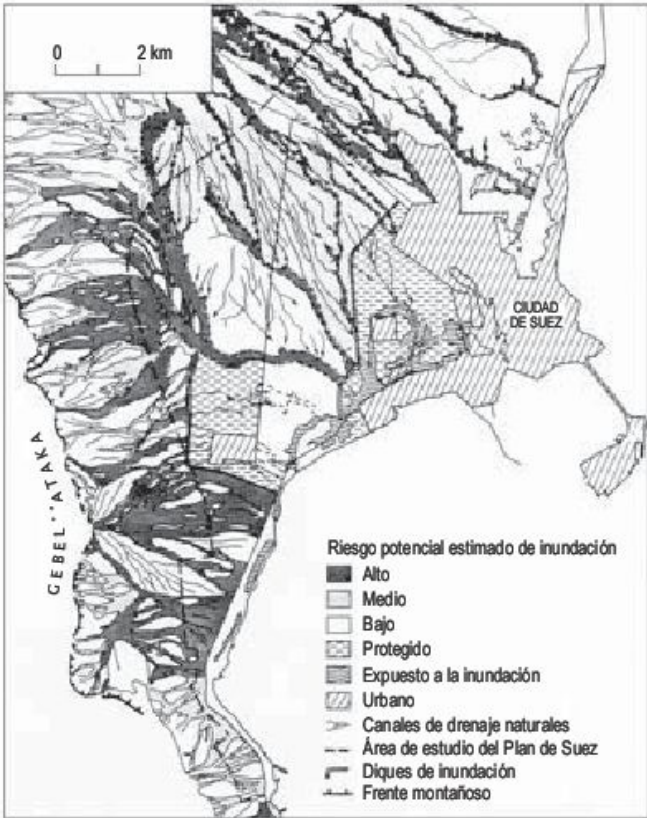 0 2 km
CIUDAD
DE SUEZ
GEBEL ''ATAKA
Riesgo potencial estimado de inundación
Alto
Medio
Bajo
Protegido
Expuesto a la inundación
Urbano
Canales de drenaje naturales
Área de estudio del Plan de Suez
Diques de inundación
Frente montañoso